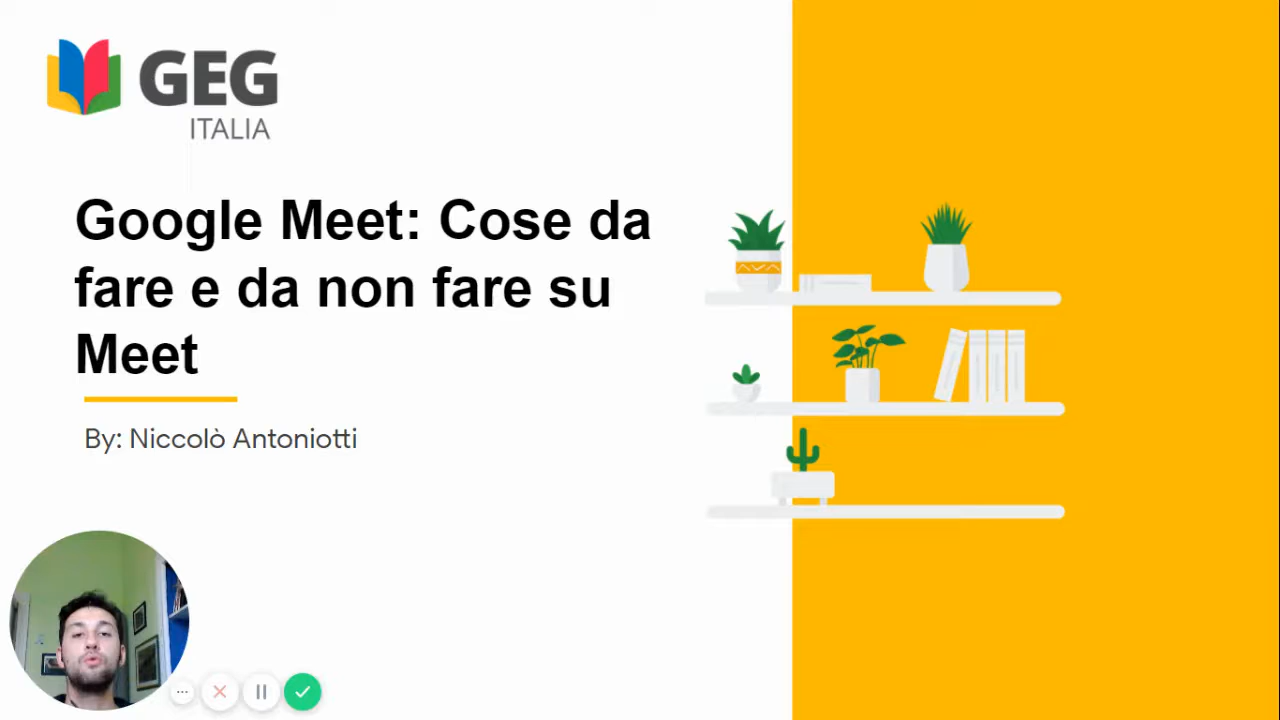 GEG
ITALIA
Google Meet: Cose da
fare e da non fare su
Meet
By: Niccolò Antoniotti